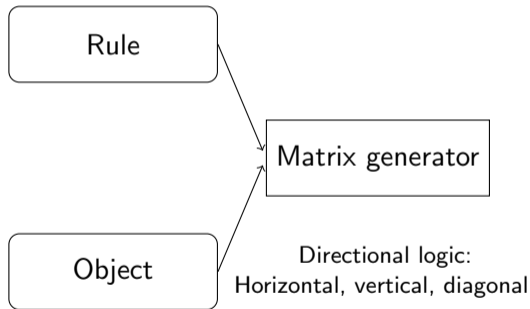 Rule
Matrix generator
Object
Directional logic:
Horizontal, vertical, diagonal